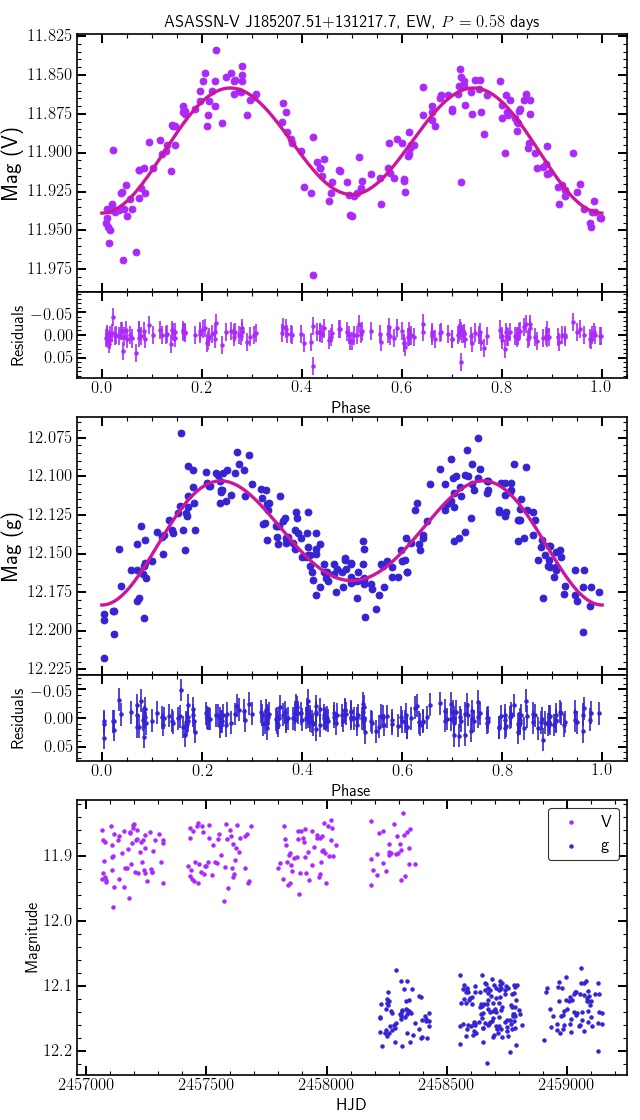 ASASSN-V J185207.51+131217.7, EW, P = 0.58 days
11.825
11.850
11.875
11.900
11.925
11.950
11.975
Mag (V)
−0.05
0.00
0.05
Residuals
0.0 0.2 0.4 0.6 0.8 1.0
Phase
12.075
12.100
12.125
12.150
12.175
12.200
12.225
Mag (g)
−0.05
0.00
0.05
Residuals
0.0 0.2 0.4 0.6 0.8 1.0
Phase
V
g
11.9
12.0
12.1
12.2
Magnitude
2457000 2457500 2458000 2458500 2459000
HJD